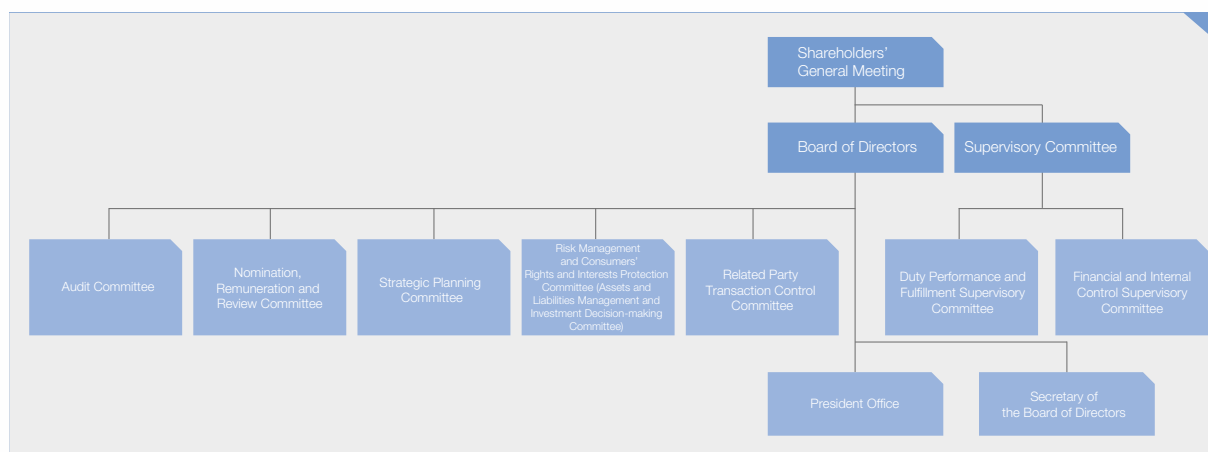 Shareholders'
General Meeting
Board of Directors
Supervisory Committee
Audit Committee
Nomination,
Remuneration and
Review Committee
Strategic Planning
Committee
Risk Management
and Consumers'
Rights and Interests Protection
Committee (Assets and
Liabilities Management and
Investment Decision-making
Committee)
Related Party
Transaction Control
Committee
Duty Performance and
Fulfillment Supervisory
Committee
Financial and Internal
Control Supervisory
Committee
President Office
Secretary of
the Board of Directors